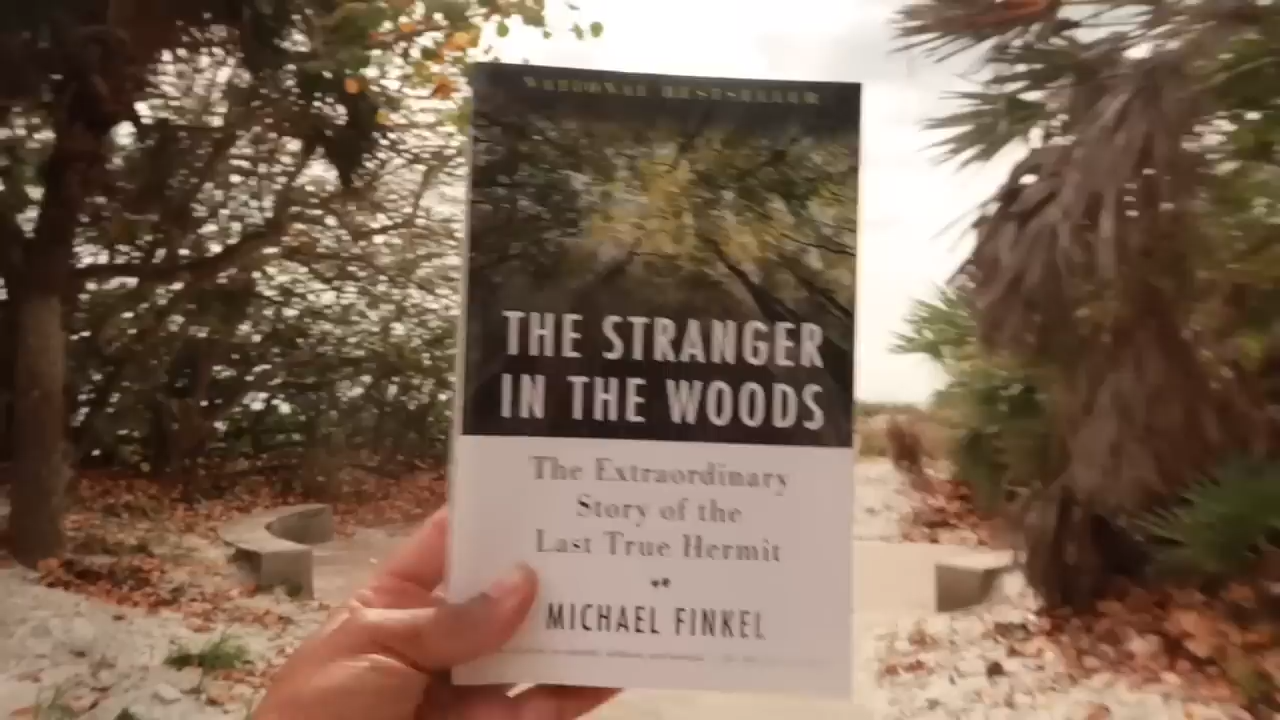 NATIONAL BESTSELLER
THE STRANGER
IN THE WOODS
The Extraordinary
Story of the
Last True Hermit
MICHAEL FINKEL